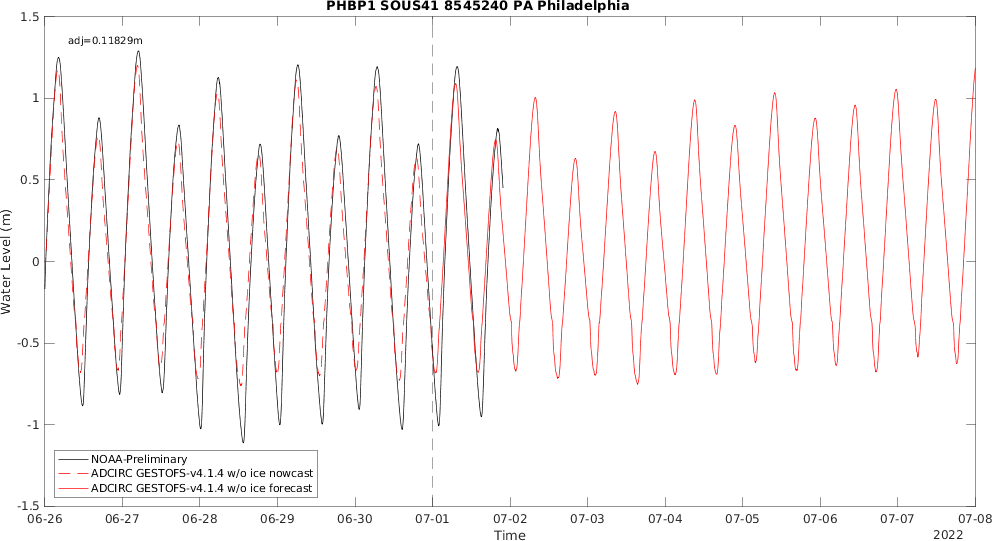 PHBP1 SOUS41 8545240 PA Philadelphia
adj=0.11829m
1.5
1
0.5
0
-0.5
-1
-1.5
Water Level (m)
NOAA-Preliminary
ADCIRC GESTOFS-v4.1.4 w/o ice nowcast
ADCIRC GESTOFS-v4.1.4 w/o ice forecast
06-26 06-27 06-28 06-29 06-30 07-01 07-02 07-03 07-04 07-05 07-06 07-07 07-08
Time
2022